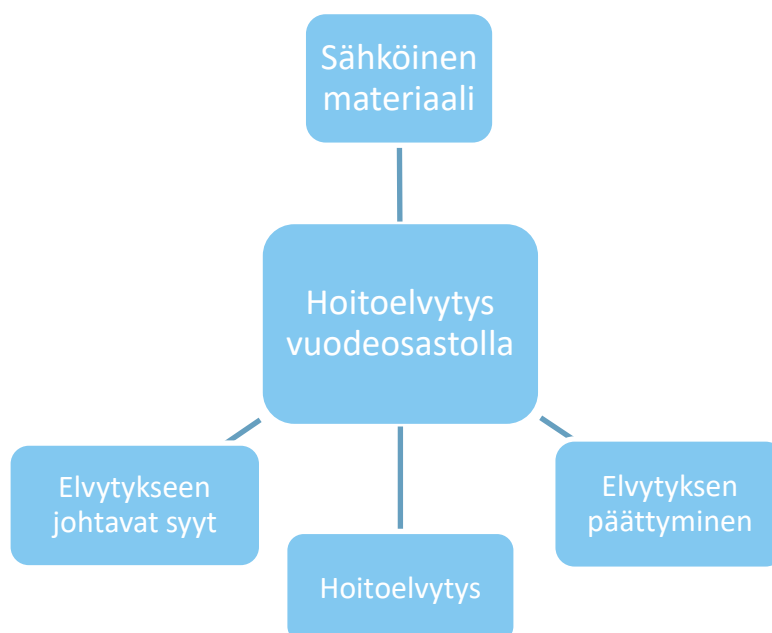 Sähköinen
materiaali
Hoitoelvytys
vuodeosastolla
Elvytykseen
johtavat syyt
Hoitoelvytys
Elvytyksen
päättyminen